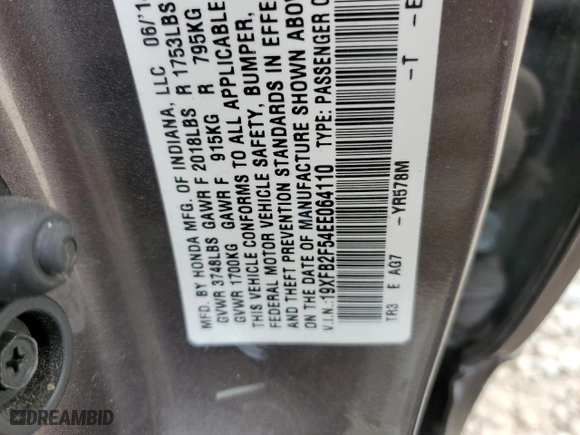 BY HONDA MFG. OF INDIANA, LLC 06/'1
GVWR 3748LBS GAWR F 2018LBS R 1753LBS
GVWR 1700KG GAWR F 915KG R 795KG
THIS VEHICLE CONFORMS TO ALL APPLICABLE
FEDERAL MOTOR VEHICLE SAFETY, BUMPER,
AND THEFT PREVENTION STANDARDS IN EFFE
ON THE DATE OF MANUFACTURE SHOWN ABOV
V.I.N.:19XFB2F54EE064110 TYPE: PASSENGER C
-YR578M -T -E
TR3 E AG7
DREAMBID